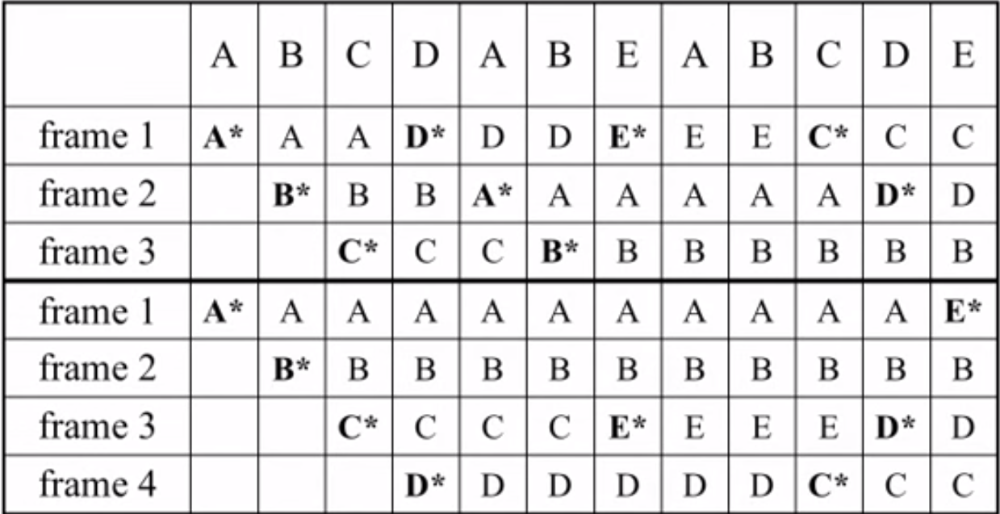 A B C D A B E A B C D E
frame 1 A* A A D* D D E* E E C* C C
frame 2 B* B B A* A A A A A D* D
frame 3 C* C C B* B B B B B B
frame 1 A* A A A A A A A A A A E*
frame 2 B* B B B B B B B B B B
frame 3 C* C C C E* E E E D* D
frame 4 D* D D D D D C* C C